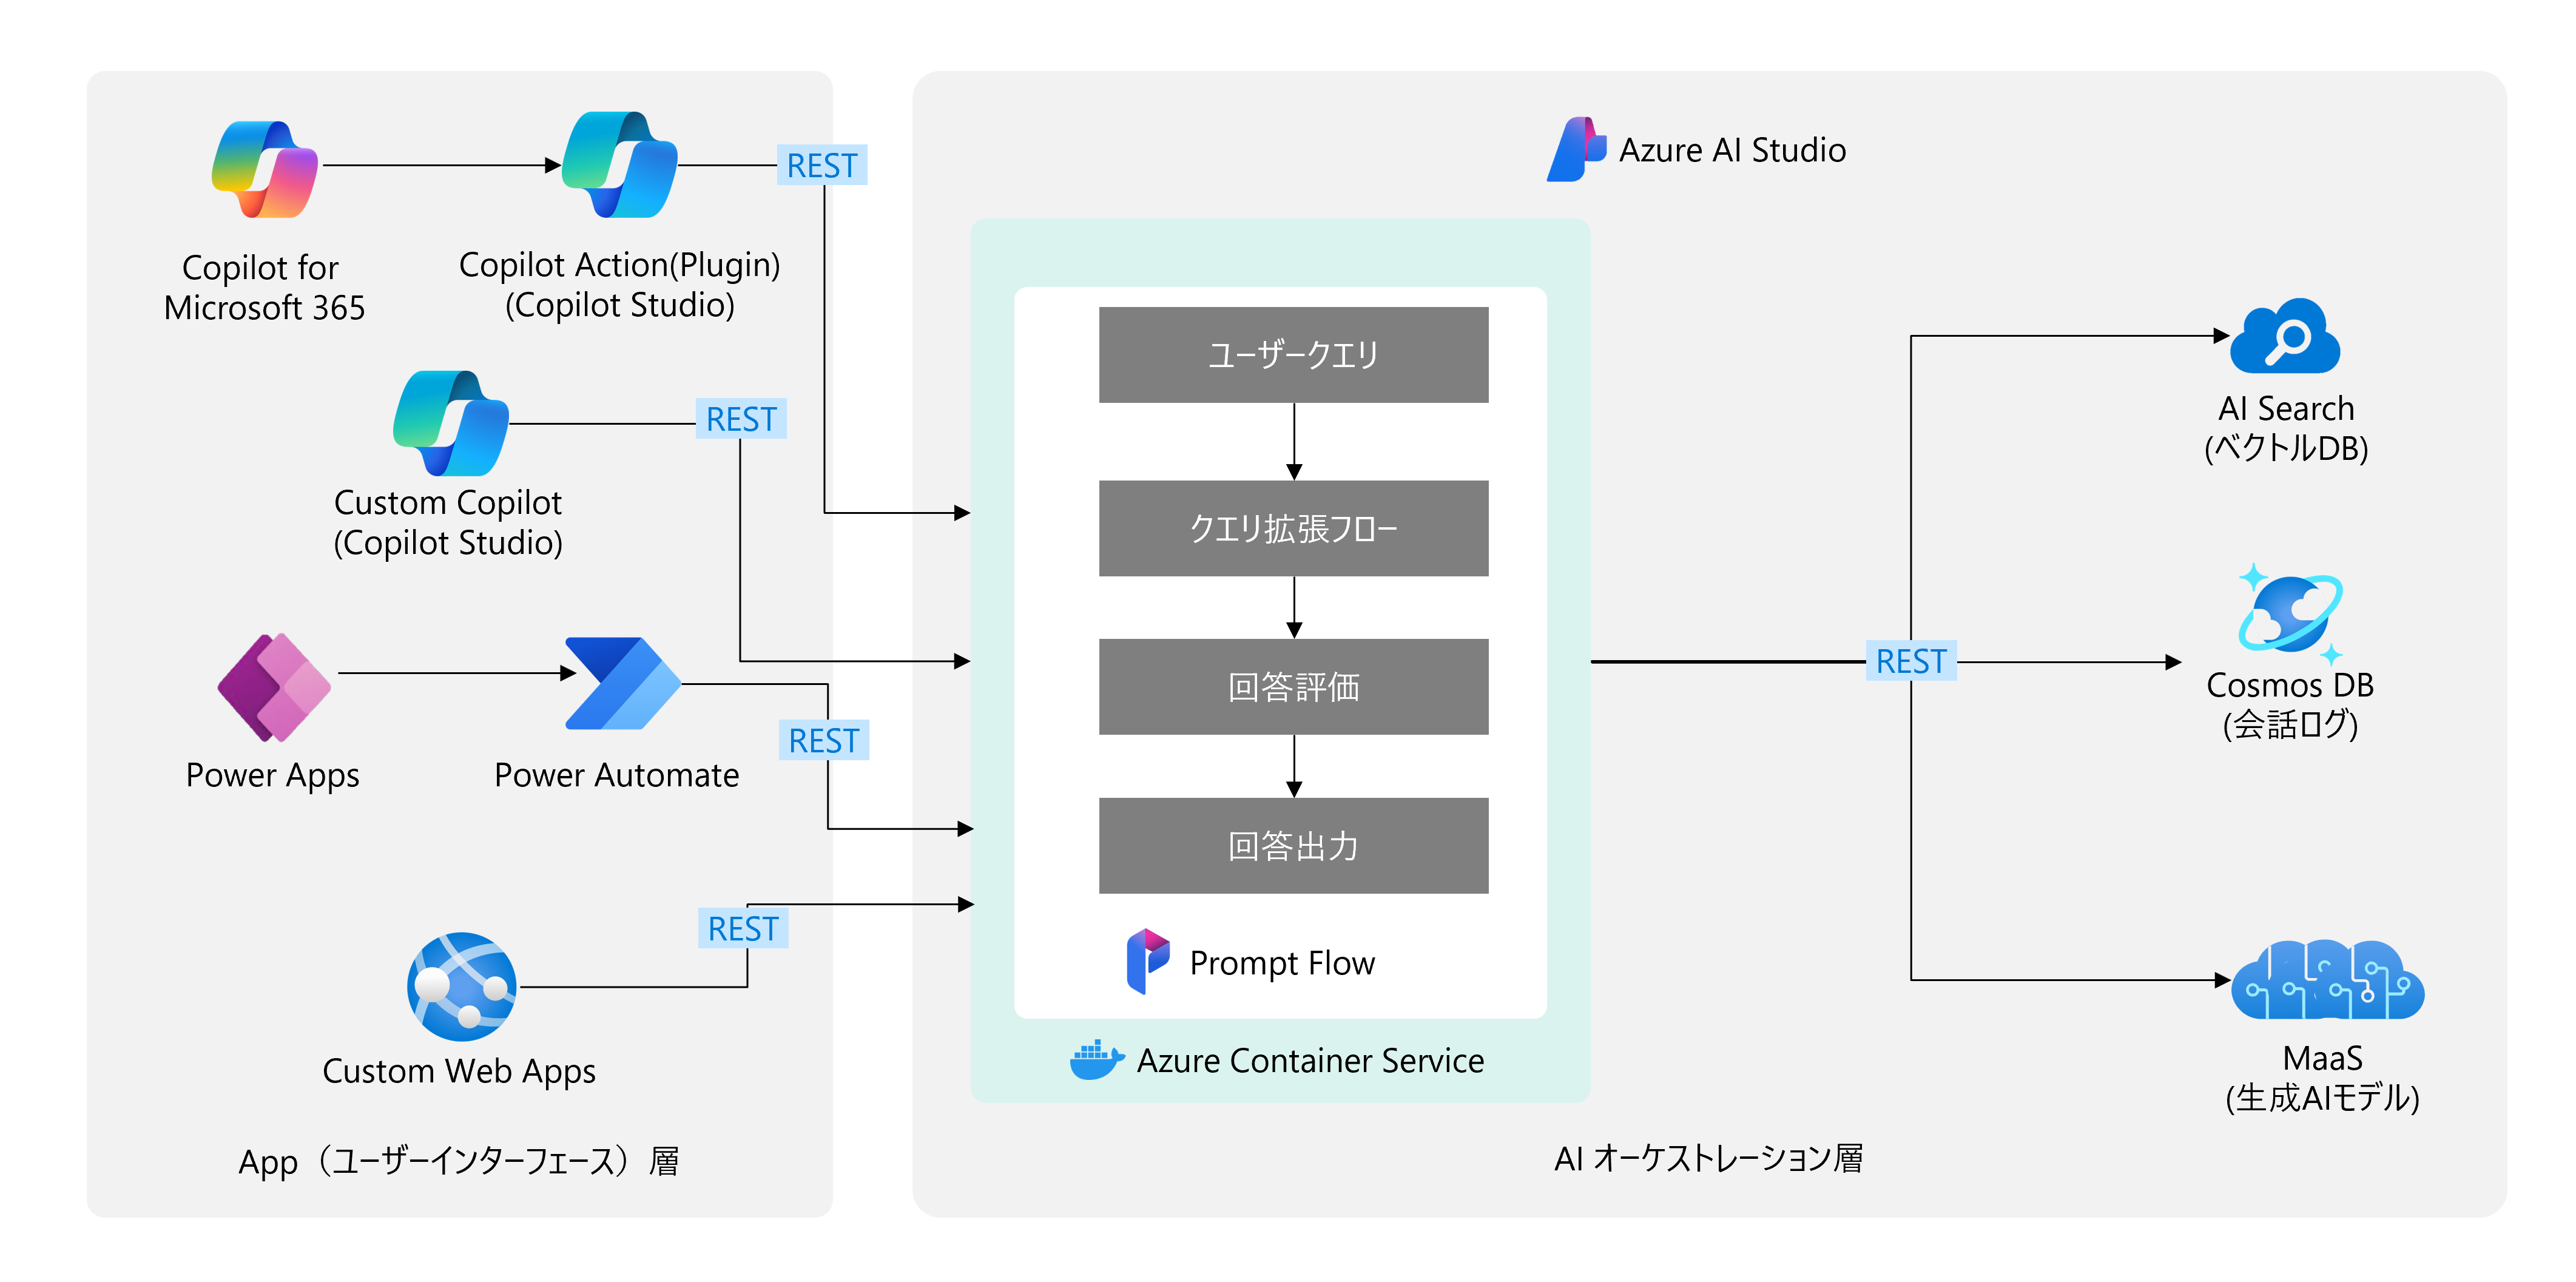 Copilot for
Microsoft 365
Copilot Action(Plugin)
(Copilot Studio)
REST
Custom Copilot
(Copilot Studio)
REST
Power Apps
Power Automate
REST
Custom Web Apps
REST
App（ユーザーインターフェース）層
Azure AI Studio
ユーザークエリ
クエリ拡張フロー
回答評価
回答出力
Prompt Flow
Azure Container Service
REST
AI Search
(ベクトルDB)
Cosmos DB
(会話ログ)
MaaS
(生成AIモデル)
AI オーケストレーション層